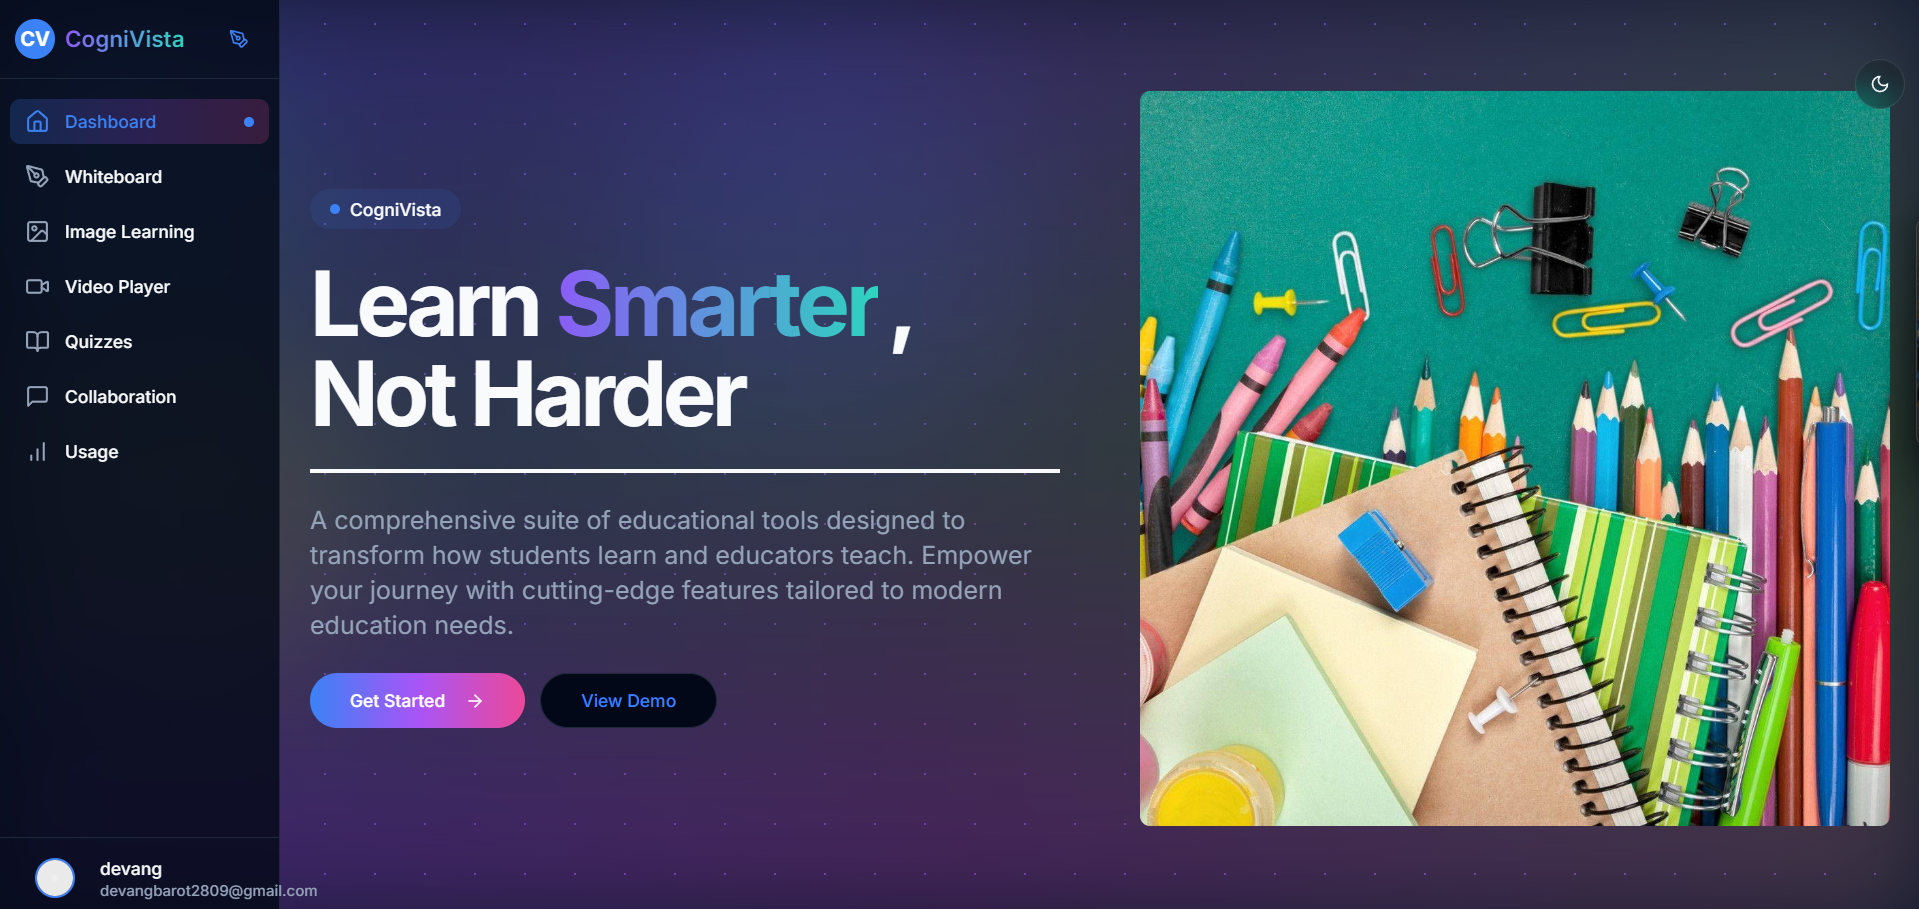 CV CogniVista
Dashboard
Whiteboard
Image Learning
Video Player
Quizzes
Collaboration
Usage
devang
devangbarot2809@gmail.com
CogniVista
Learn Smarter ,
Not Harder
A comprehensive suite of educational tools designed to
transform how students learn and educators teach. Empower
your journey with cutting-edge features tailored to modern
education needs.
Get Started
View Demo